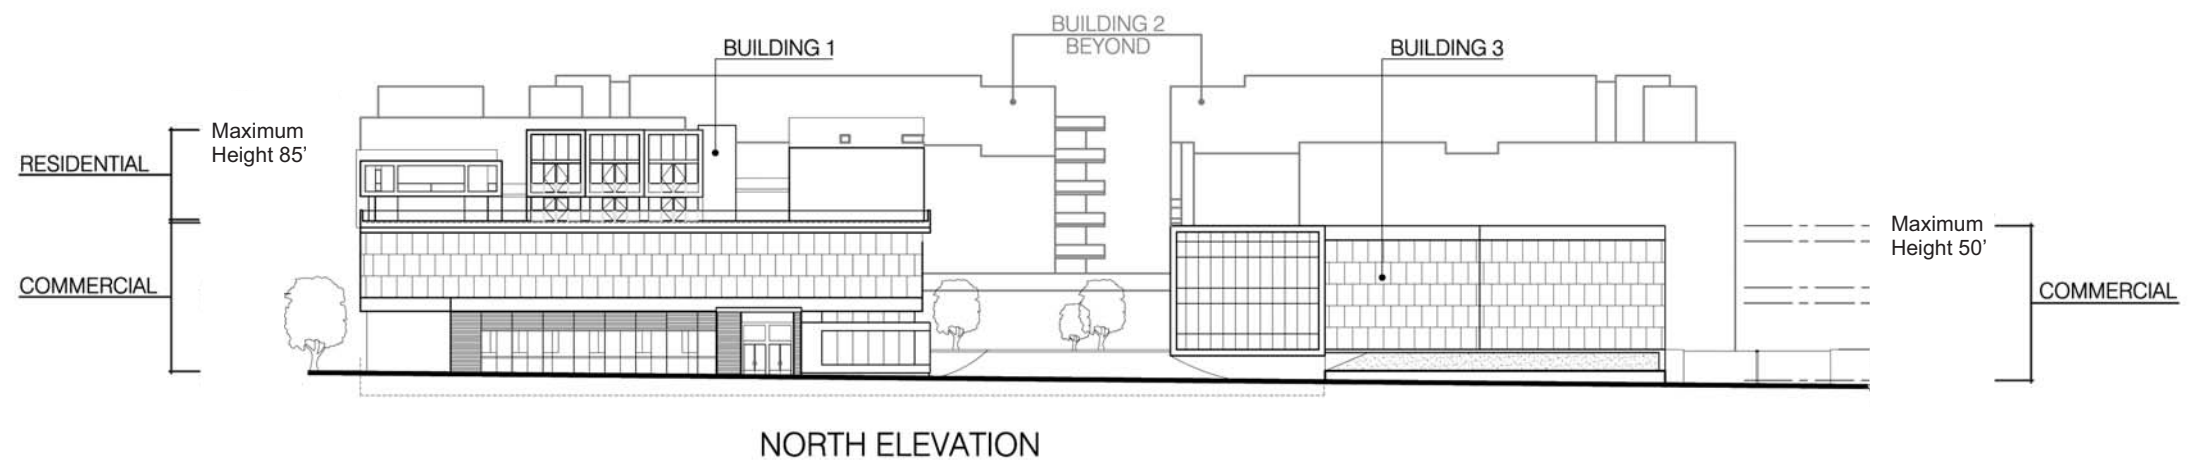 BUILDING 2
BEYOND
BUILDING 1
BUILDING 3
Maximum
Height 85’
RESIDENTIAL
COMMERCIAL
Maximum
Height 50’
COMMERCIAL
NORTH ELEVATION